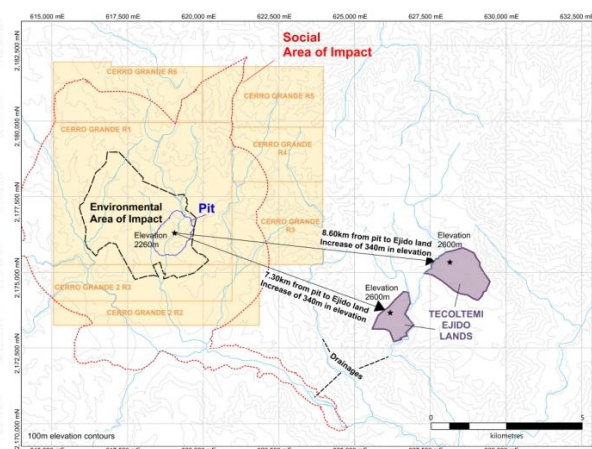 615,000 mE 617,500 mE 620,000 mE 622,500 mE 625,000 mE 627,500 mE 630,000 mE 632,500
2,182,500 mN
Social
Area of Impact
CERRO GRANDE R6
CERRO GRANDE R5
2,180,000 mN
CERRO GRANDE R1
CERRO GRANDE
R4
2,177,500 mN
Environmental
Area of Impact
Pit
CERRO GRANDE
R3
Elevation
2260m
8.60km from pit to Ejido land
Increase of 340m in elevation
Elevation
2600m
2,175,000 mN
7.30km from pit to Ejido land
Increase of 340m in elevation
CERRO GRANDE
2 R3
Elevation
2600m
CERRO GRANDE 2 R2
TECOLTEMI
EJIDO
LANDS
2,172,500 mN
Drainages
2,170,000 mN
100m elevation contours
0 5
kilometres